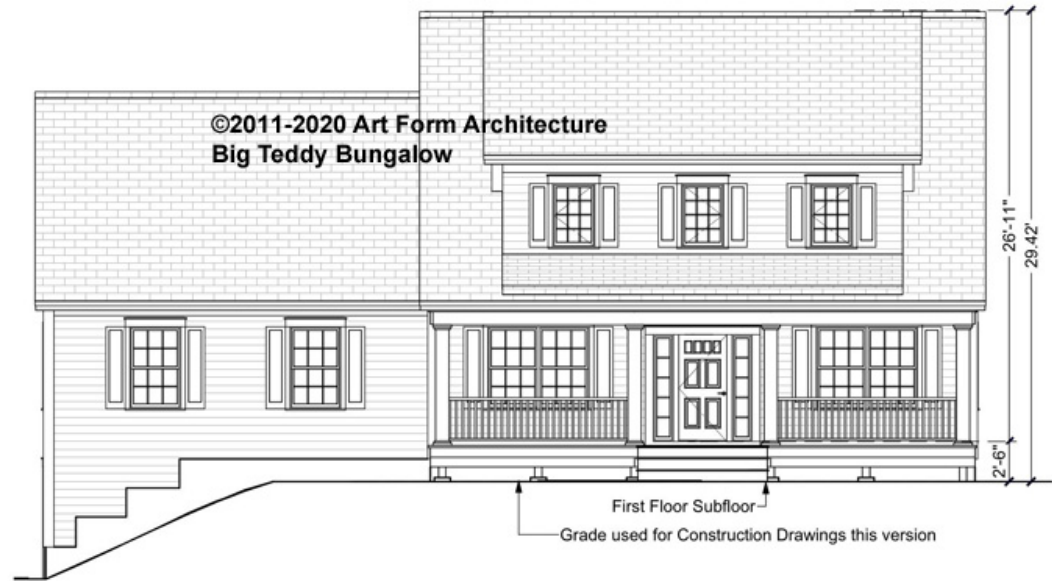 ©2011-2020 Art Form Architecture
Big Teddy Bungalow
26'-11"
29.42'
2'-6"
First Floor Subfloor
Grade used for Construction Drawings this version